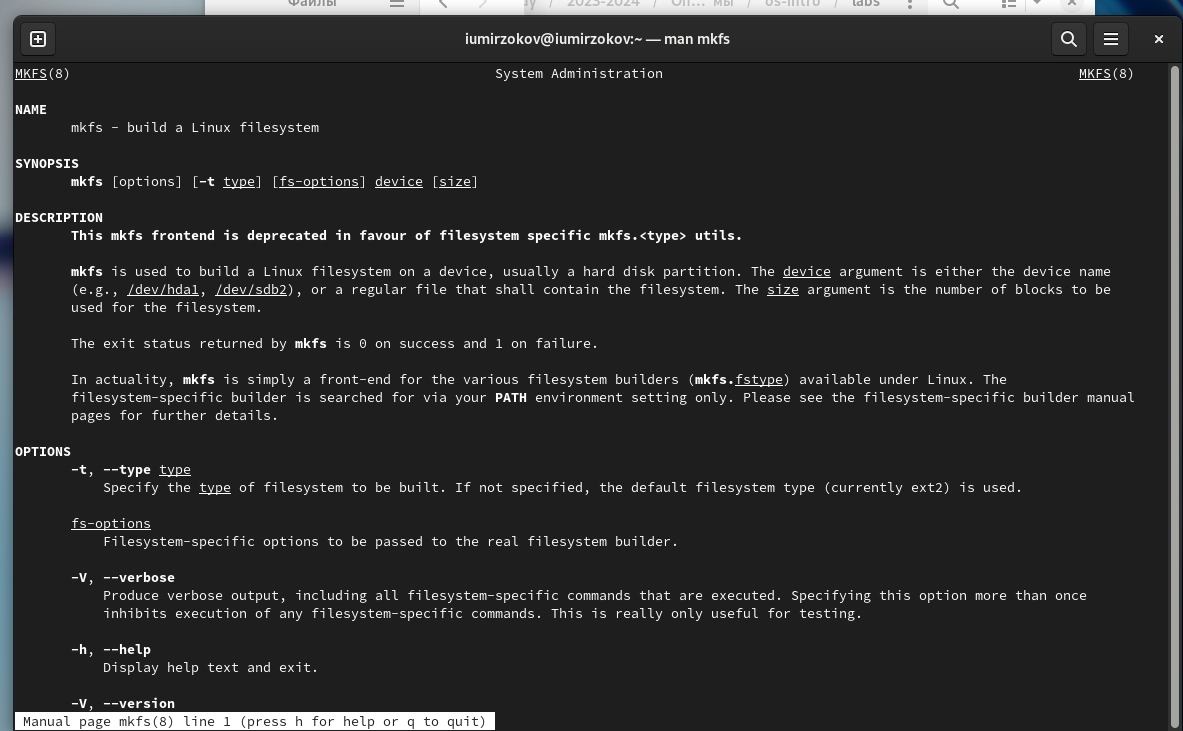 Файлы
2023-2024 / Оп... мы / os-intro / labs
iumirzokov@iumirzokov:~ — man mkfs
MKFS(8) System Administration MKFS(8)
NAME
mkfs - build a Linux filesystem
SYNOPSIS
mkfs [options] [-t type] [fs-options] device [size]
DESCRIPTION
This mkfs frontend is deprecated in favour of filesystem specific mkfs.<type> utils.
mkfs is used to build a Linux filesystem on a device, usually a hard disk partition. The device argument is either the device name
(e.g., /dev/hda1, /dev/sdb2), or a regular file that shall contain the filesystem. The size argument is the number of blocks to be
used for the filesystem.
The exit status returned by mkfs is 0 on success and 1 on failure.
In actuality, mkfs is simply a front-end for the various filesystem builders (mkfs.fstype) available under Linux. The
filesystem-specific builder is searched for via your PATH environment setting only. Please see the filesystem-specific builder manual
pages for further details.
OPTIONS
-t, --type type
Specify the type of filesystem to be built. If not specified, the default filesystem type (currently ext2) is used.
fs-options
Filesystem-specific options to be passed to the real filesystem builder.
-V, --verbose
Produce verbose output, including all filesystem-specific commands that are executed. Specifying this option more than once
inhibits execution of any filesystem-specific commands. This is really only useful for testing.
-h, --help
Display help text and exit.
-V, --version
Manual page mkfs(8) line 1 (press h for help or q to quit)